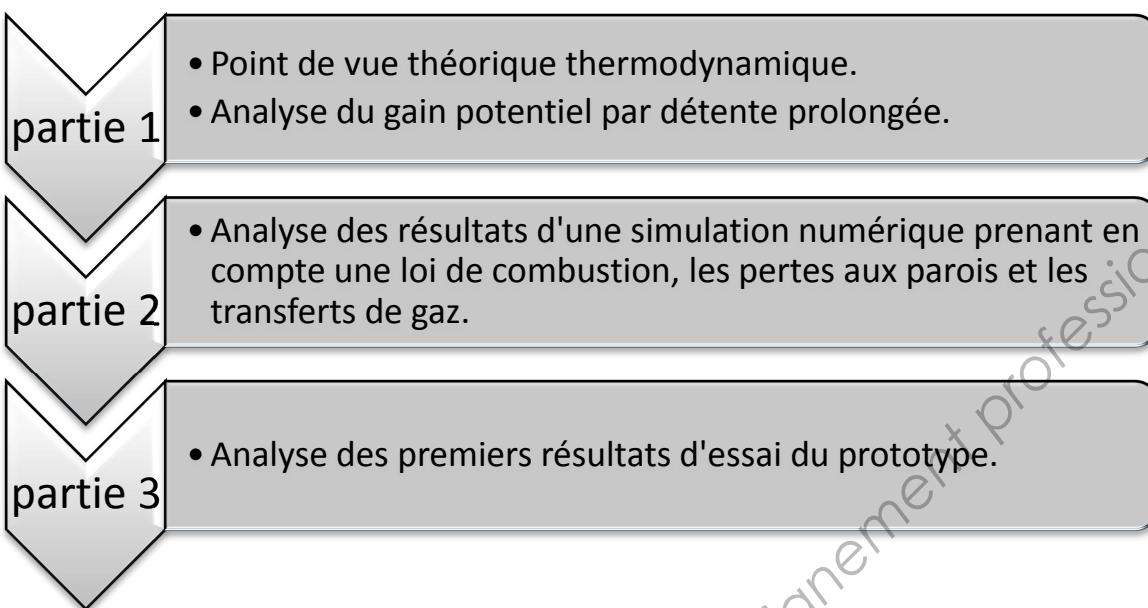 partie 1
• Point de vue théorique thermodynamique.
• Analyse du gain potentiel par détente prolongée.
partie 2
• Analyse des résultats d'une simulation numérique prenant en
compte une loi de combustion, les pertes aux parois et les
transferts de gaz.
partie 3
• Analyse des premiers résultats d'essai du prototype.